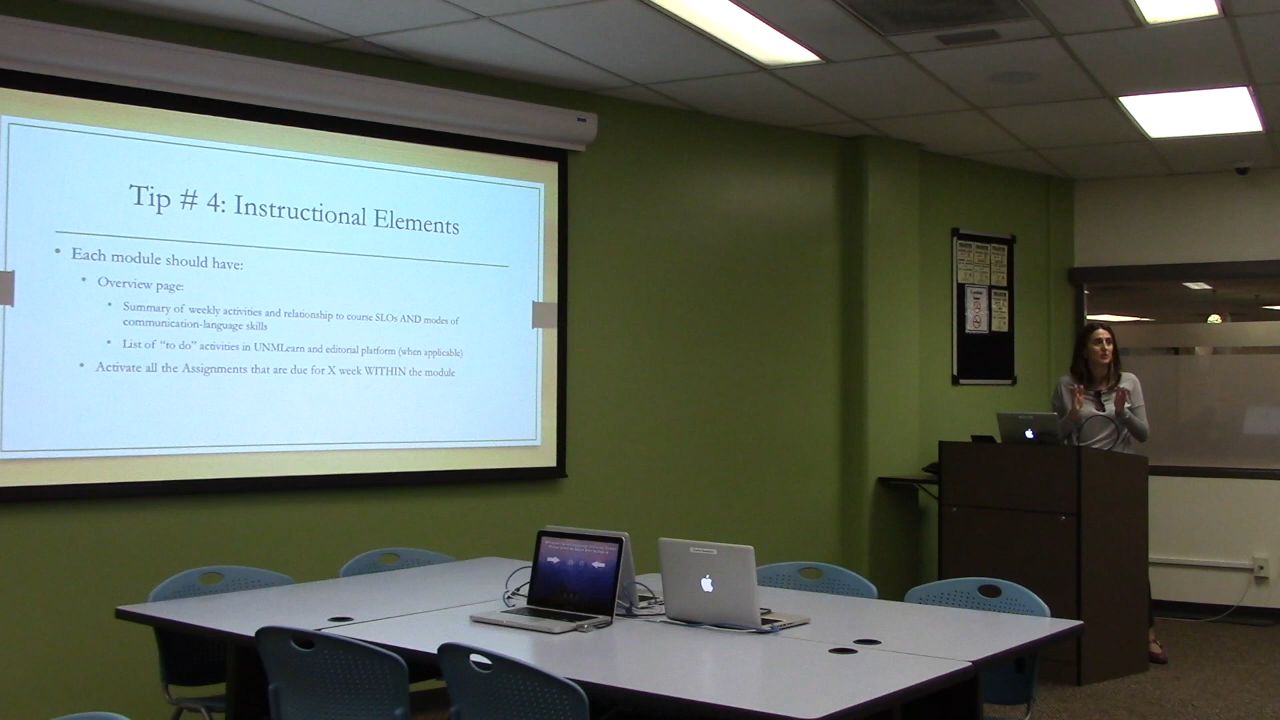 Tip # 4: Instructional Elements
• Each module should have:
• Overview page:
• Summary of weekly activities and relationship to course SLOs AND modes of
communication-language skills
• List of "to do" activities in UNMLearn and editorial platform (when applicable)
• Activate all the Assignments that are due for X week WITHIN the module